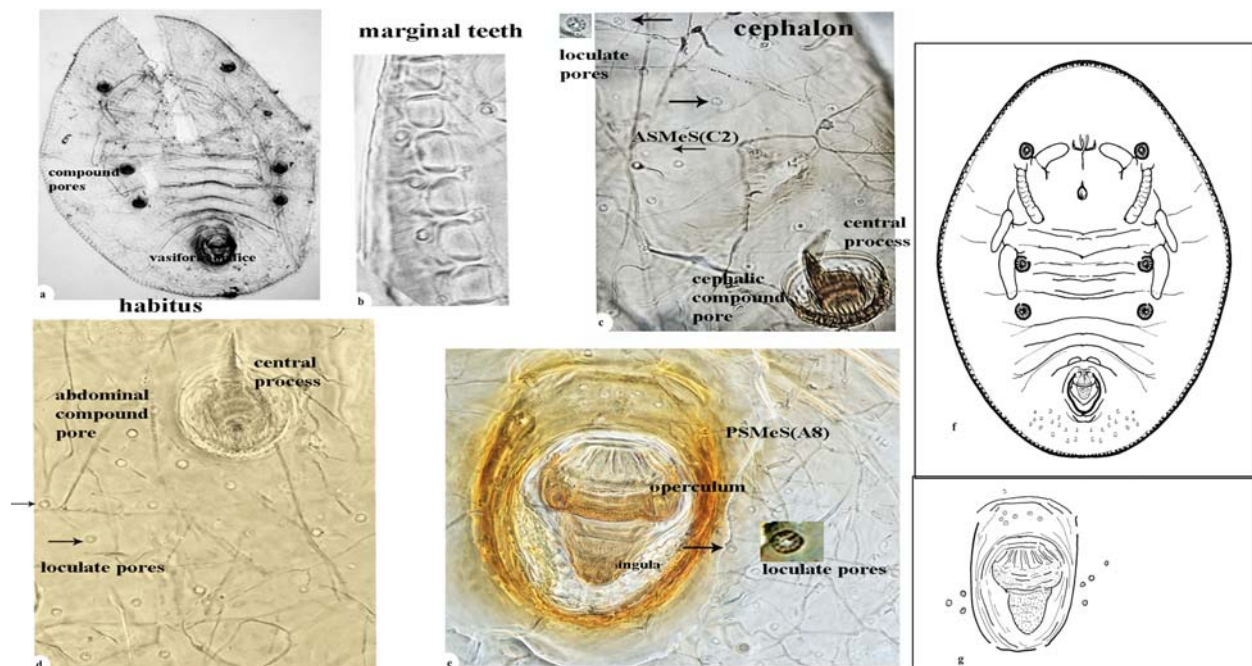 compound
pores
vasiform orifice
a
habitus
marginal teeth
b
loculate
pores
cephalon
ASMeS(C2)
central
process
cephalic
compound
pore
c
abdominal
compound
pore
central
process
loculate pores
d
PSMeS(A8)
operculum
loculate pores
e
f
g